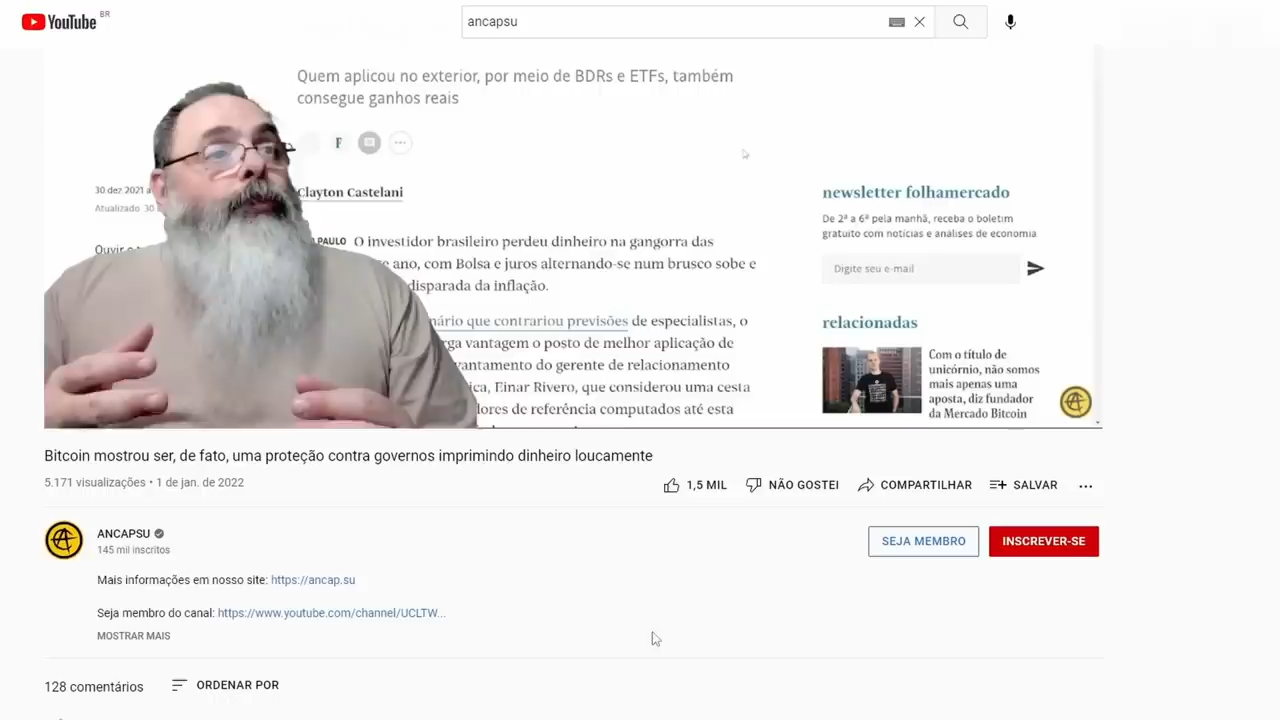 YouTube BR
ancapsu
Quem aplicou no exterior, por meio de BDRs e ETFs, também
consegue ganhos reais
F
30 dez 2021
Clayton Castelani
Atualizado 30
Ouvir o
O investidor brasileiro perdeu dinheiro na gangorra das
ano, com Bolsa e juros alternando-se num brusco sobe e
disparada da inflação.
que contrariou previsões de especialistas, o
vantagem o posto de melhor aplicação de
do gerente de relacionamento
Einar Rivero, que considerou uma cesta
de referência computados até esta
newsletter folhamercado
De 2ª a 6ª pela manhã, receba o boletim
gratuito com notícias e análises de economia
Digite seu e-mail
relacionadas
Com o título de
unicórnio, não somos
mais apenas uma
aposta, diz fundador
da Mercado Bitcoin
Bitcoin mostrou ser, de fato, uma proteção contra governos imprimindo dinheiro loucamente
5.171 visualizações • 1 de jan. de 2022
1,5 MIL NÃO GOSTEI COMPARTILHAR SALVAR ...
ANCAPSU
145 mil inscritos
SEJA MEMBRO INSCREVER-SE
Mais informações em nosso site: https://ancap.su
Seja membro do canal: https://www.youtube.com/channel/UCLTW...
MOSTRAR MAIS
128 comentários ORDENAR POR